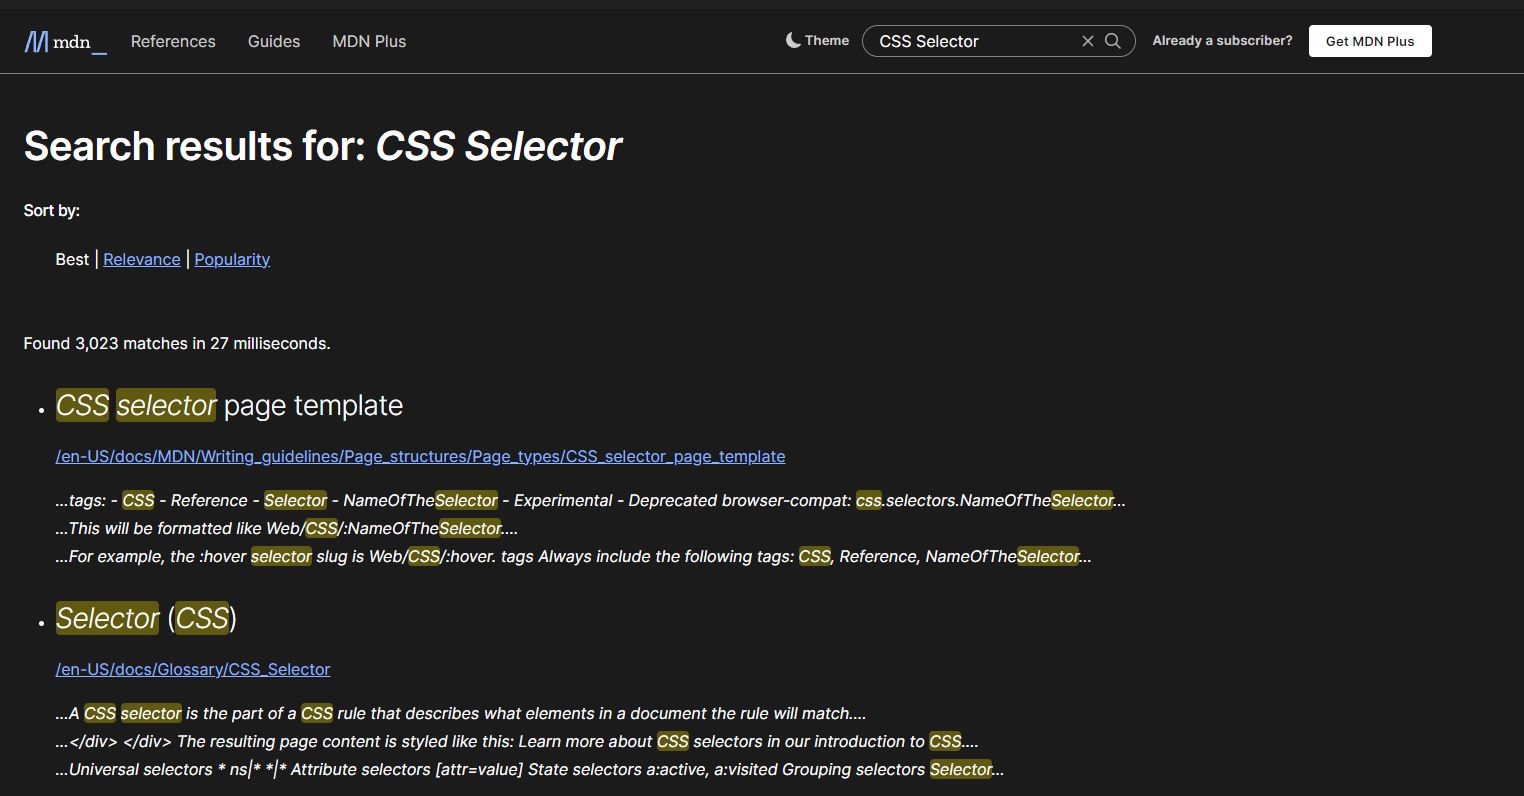 mdn_ References Guides MDN Plus Theme CSS Selector Already a subscriber? Get MDN Plus
Search results for: CSS Selector
Sort by:
Best | Relevance | Popularity
Found 3,023 matches in 27 milliseconds.
• CSS selector page template
/en-US/docs/MDN/Writing_guidelines/Page_structures/Page_types/CSS_selector_page_template
…tags: - CSS - Reference - Selector - NameOfTheSelector - Experimental - Deprecated browser-compat: css.selectors.NameOfTheSelector…
…This will be formatted like Web/CSS/:NameOfTheSelector.…
…For example, the :hover selector slug is Web/CSS/:hover. tags Always include the following tags: CSS, Reference, NameOfTheSelector…
• Selector (CSS)
/en-US/docs/Glossary/CSS_Selector
…A CSS selector is the part of a CSS rule that describes what elements in a document the rule will match.…
…</div> </div> The resulting page content is styled like this: Learn more about CSS selectors in our introduction to CSS.…
…Universal selectors * ns|* *|* Attribute selectors [attr=value] State selectors a:active, a:visited Grouping selectors Selector…